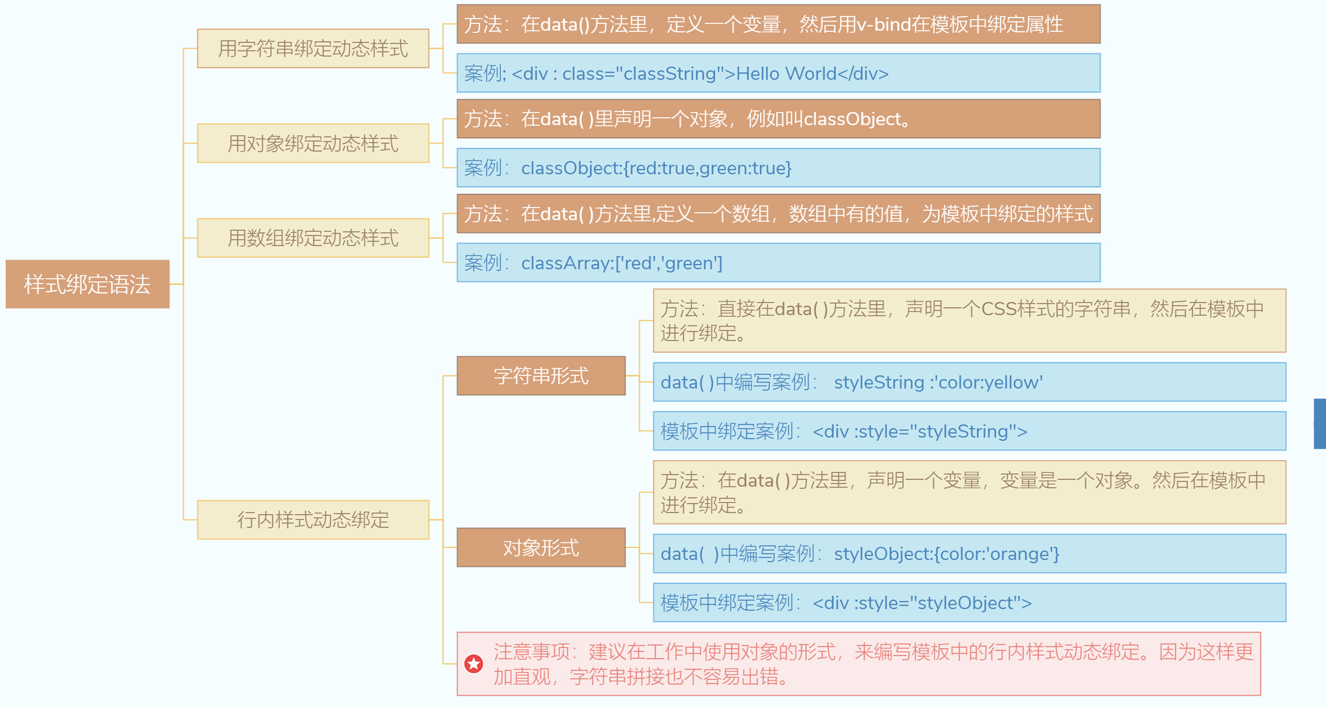 样式绑定语法
用字符串绑定动态样式
方法：在data()方法里，定义一个变量，然后用v-bind在模板中绑定属性
案例; <div : class="classString">Hello World</div>
用对象绑定动态样式
方法：在data( )里声明一个对象，例如叫classObject。
案例：classObject:{red:true,green:true}
用数组绑定动态样式
方法：在data( )方法里,定义一个数组，数组中有的值，为模板中绑定的样式
案例：classArray:['red','green']
行内样式动态绑定
字符串形式
方法：直接在data( )方法里，声明一个CSS样式的字符串，然后在模板中
进行绑定。
data( )中编写案例： styleString :'color:yellow'
模板中绑定案例：<div :style="styleString">
对象形式
方法：在data( )方法里，声明一个变量，变量是一个对象。然后在模板中
进行绑定。
data( )中编写案例：styleObject:{color:'orange'}
模板中绑定案例：<div :style="styleObject">
注意事项：建议在工作中使用对象的形式，来编写模板中的行内样式动态绑定。因为这样更
加直观，字符串拼接也不容易出错。